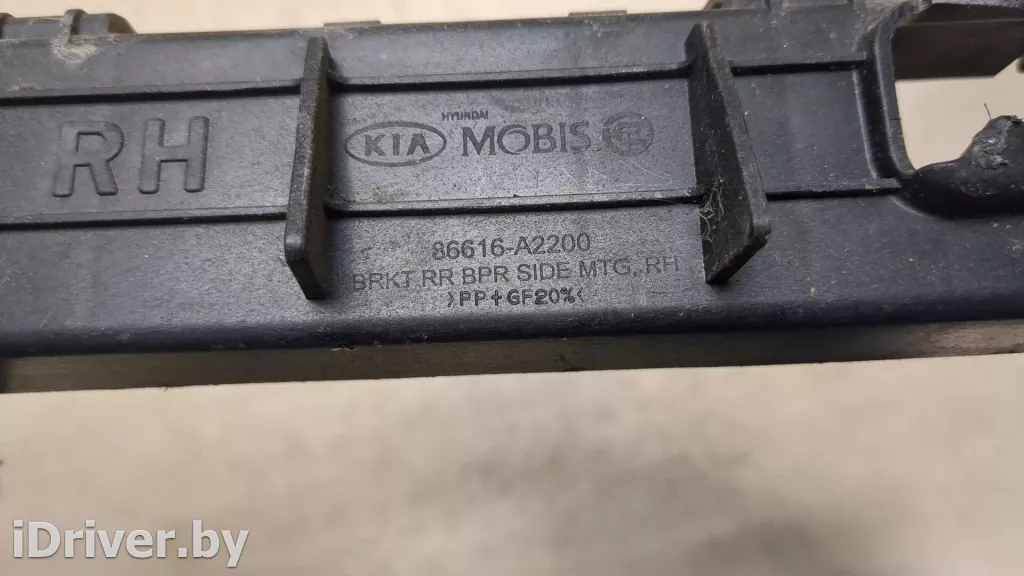 RH
HYUNDAI
KIA MOBIS
86616-A2200
BRKT RR BPR SIDE MTG, RH
>PP+GF20%<
iDriver.by